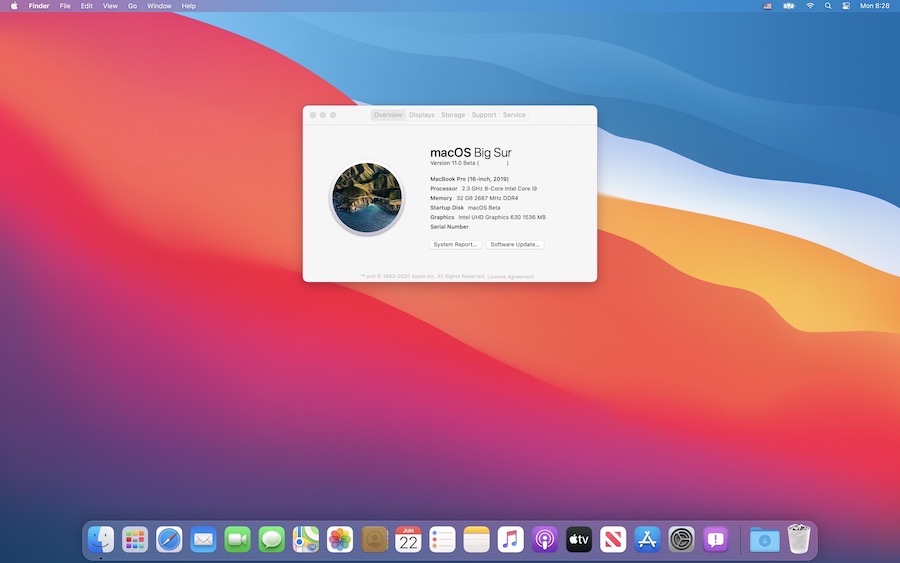 Finder File Edit View Go Window Help Mon 8:28
Overview Displays Storage Support Service
macOS Big Sur
Version 11.0 Beta ( )
MacBook Pro (16-inch, 2019)
Processor 2.3 GHz 8-Core Intel Core i9
Memory 32 GB 2667 MHz DDR4
Startup Disk macOS Beta
Graphics Intel UHD Graphics 630 1536 MB
Serial Number
System Report... Software Update...
™ and © 1983-2020 Apple Inc. All Rights Reserved. License Agreement
JUN
22
tv